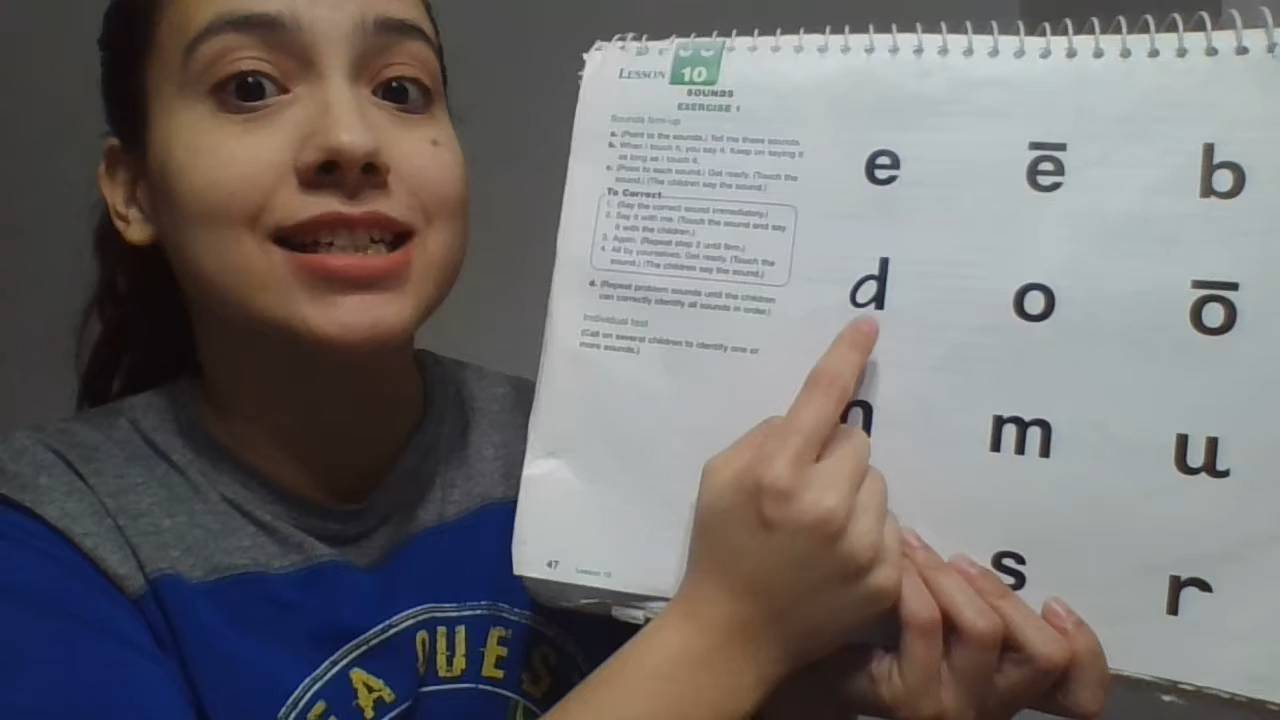 LESSON 10
SOUNDS
EXERCISE 1
Sounds firm-up
a. (Point to the sounds.) Tell me these sounds.
b. When I touch it, you say it. Keep on saying it
as long as I touch it.
c. (Point to each sound.) Get ready. (Touch the
sound.) (The children say the sound.)
To Correct
1. (Say the correct sound immediately.)
2. Say it with me. (Touch the sound and say
it with the children.)
3. Again. (Repeat step 2 until firm.)
4. All by yourselves. Get ready. (Touch the
sound.) (The children say the sound.)
d. (Repeat problem sounds until the children
can correctly identify all sounds in order.)
Individual test
(Call on several children to identify one or
more sounds.)
e ē b
d o ō
n m u
s r
47 Lesson 10
QUES